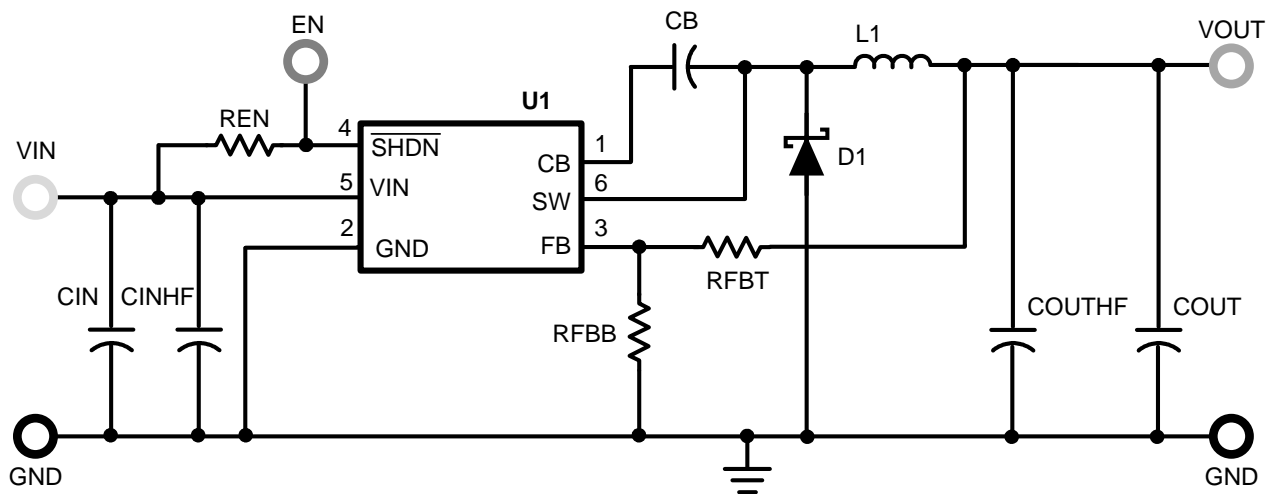 CB
L1
VOUT
EN
U1
REN
4
SHDN
1
CB
D1
VIN
5
VIN
6
SW
2
GND
3
FB
RFBT
CIN
CINHF
COUTHF
COUT
RFBB
GND
GND